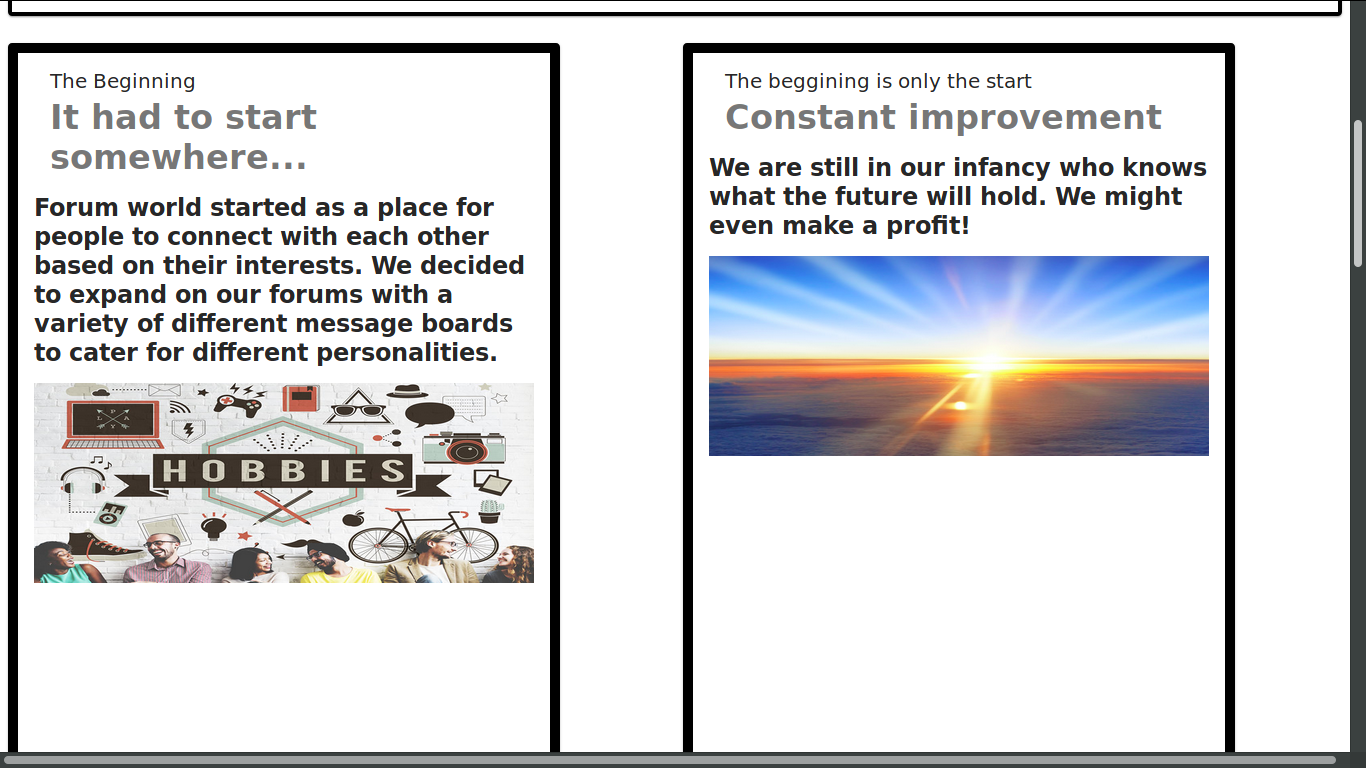 The Beginning
It had to start
somewhere...
Forum world started as a place for
people to connect with each other
based on their interests. We decided
to expand on our forums with a
variety of different message boards
to cater for different personalities.
HOBBIES
The beggining is only the start
Constant improvement
We are still in our infancy who knows
what the future will hold. We might
even make a profit!